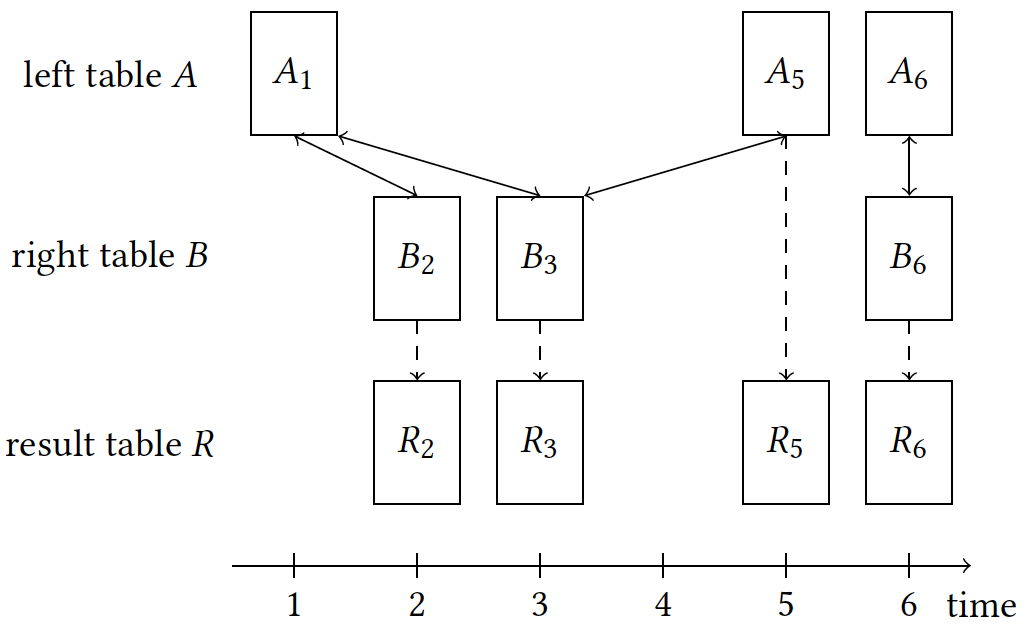 left table A A₁ A₅ A₆
right table B B₂ B₃ B₆
result table R R₂ R₃ R₅ R₆
1 2 3 4 5 6 time